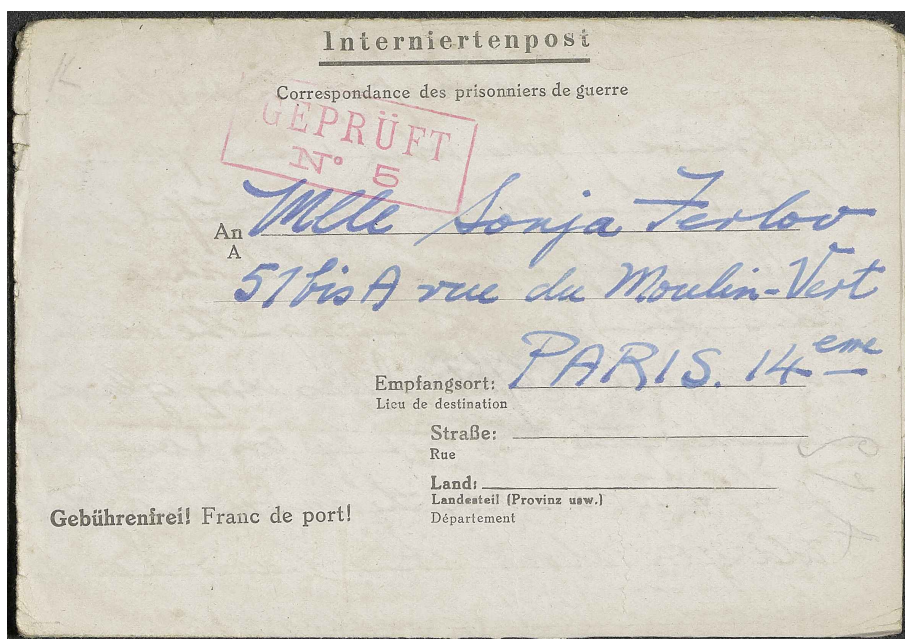 Interniertenpost
Correspondance des prisonniers de guerre
GEPRÜFT
N° 5
An Mlle Sonja Ferlov
A
51 bis A rue du Moulin-Vert
Empfangsort: PARIS. 14eme
Lieu de destination
Straße:
Rue
Land:
Landesteil (Provinz usw.)
Département
Gebührenfrei! Franc de port!